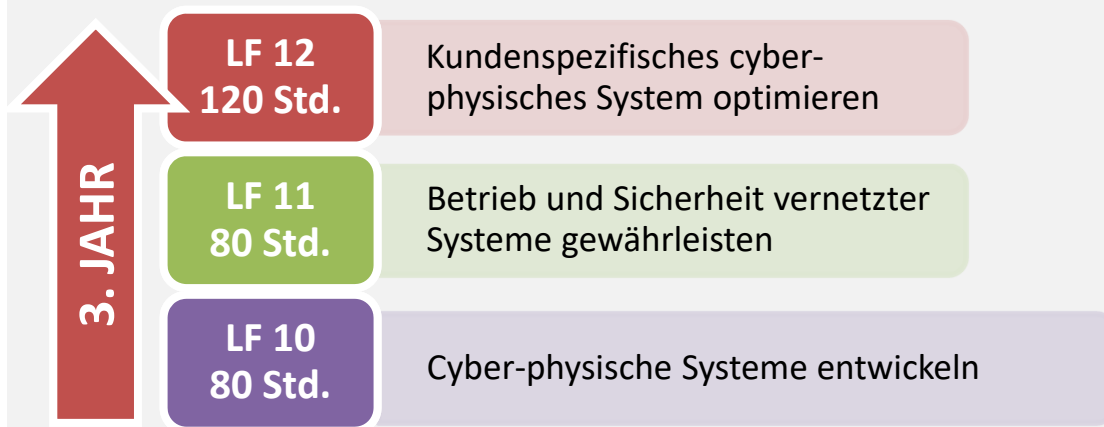 3. JAHR
LF 12
120 Std.
Kundenspezifisches cyber-
physisches System optimieren
LF 11
80 Std.
Betrieb und Sicherheit vernetzter
Systeme gewährleisten
LF 10
80 Std.
Cyber-physische Systeme entwickeln